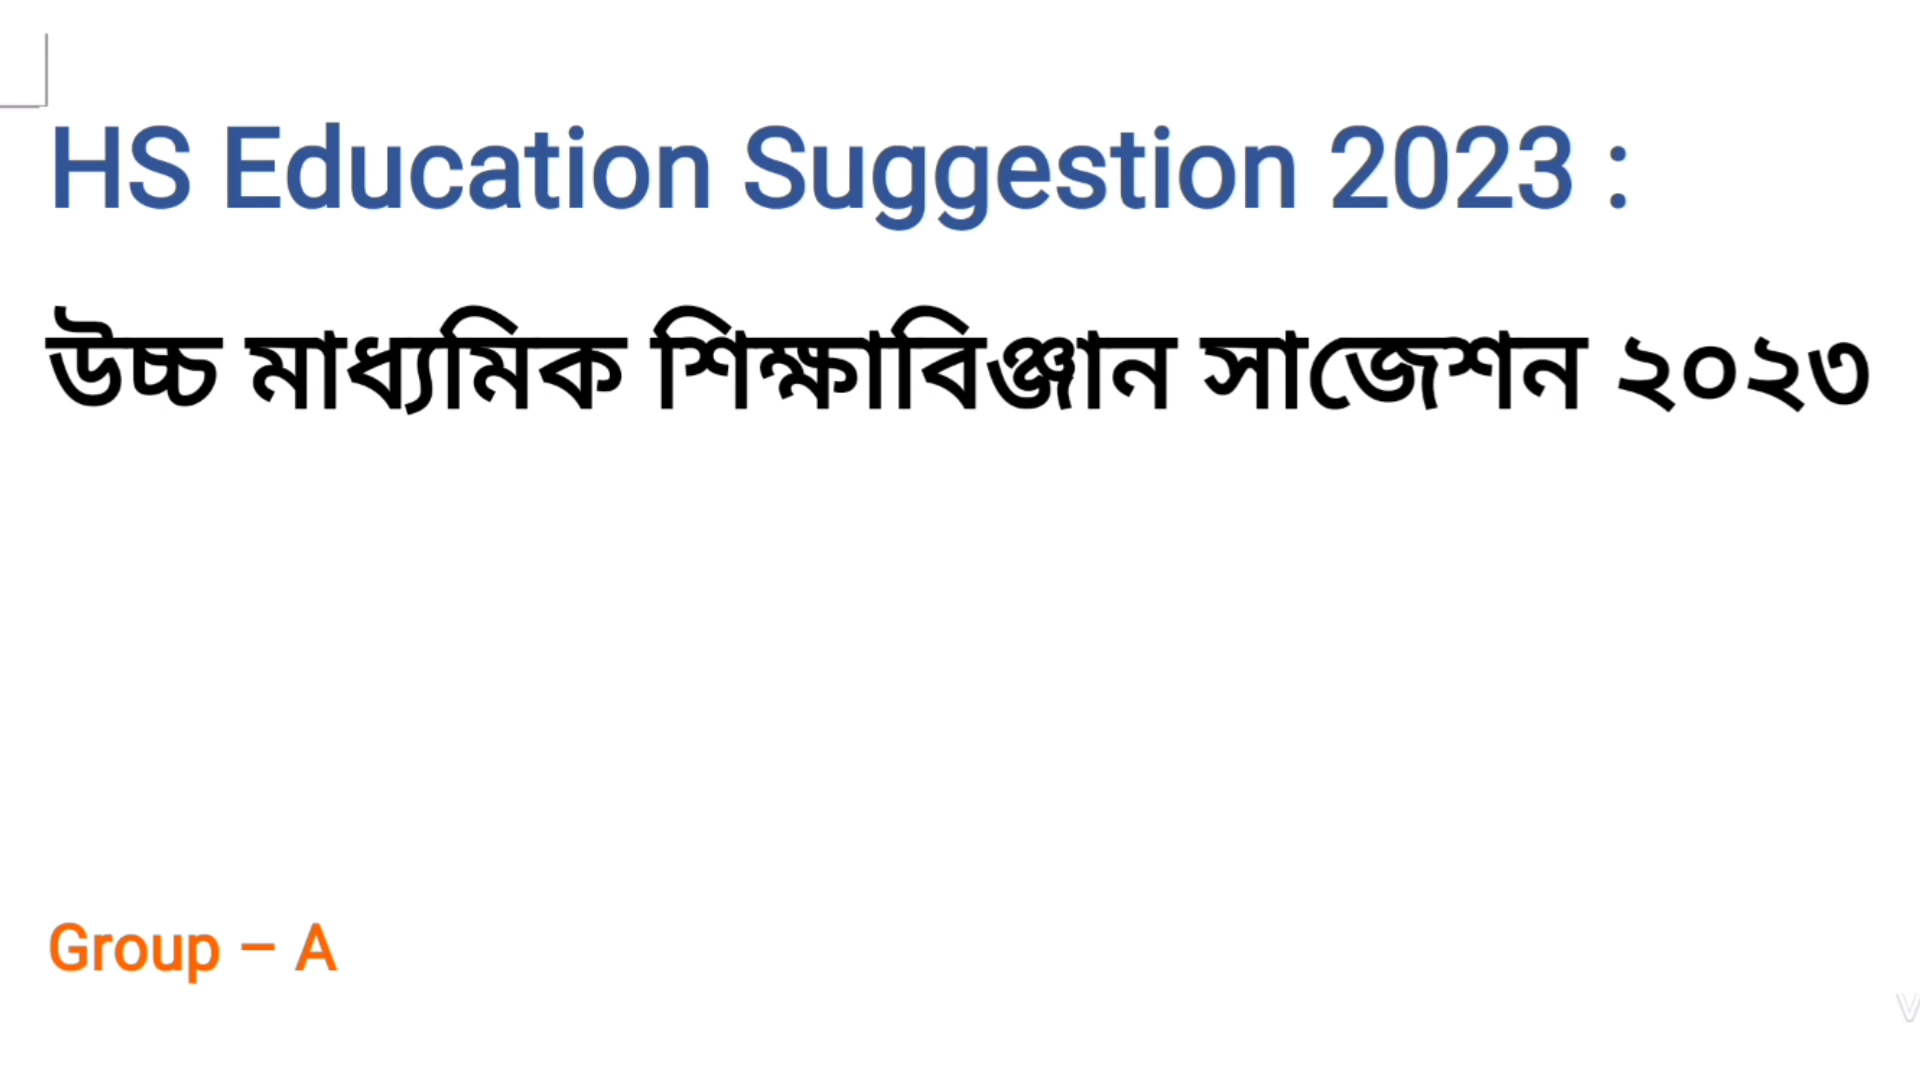 HS Education Suggestion 2023 :
উচ্চ মাধ্যমিক শিক্ষাবিঞ্জান সাজেশন ২০২৩
Group – A